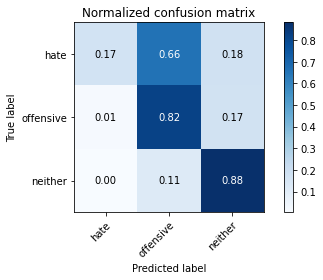 Normalized confusion matrix
True label
hate
0.17 0.66 0.18
offensive
0.01 0.82 0.17
neither
0.00 0.11 0.88
hate offensive neither
Predicted label
0.8
0.7
0.6
0.5
0.4
0.3
0.2
0.1